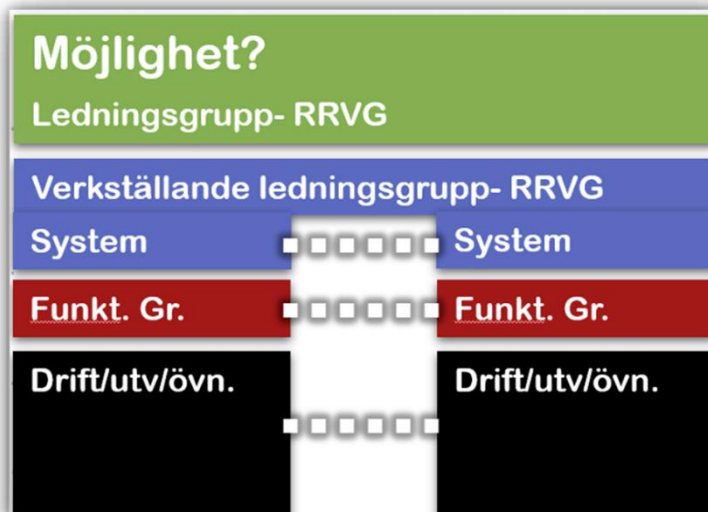 Möjlighet?
Ledningsgrupp- RRVG
Verkställande ledningsgrupp- RRVG
System System
Funkt. Gr. Funkt. Gr.
Drift/utv/övn. Drift/utv/övn.